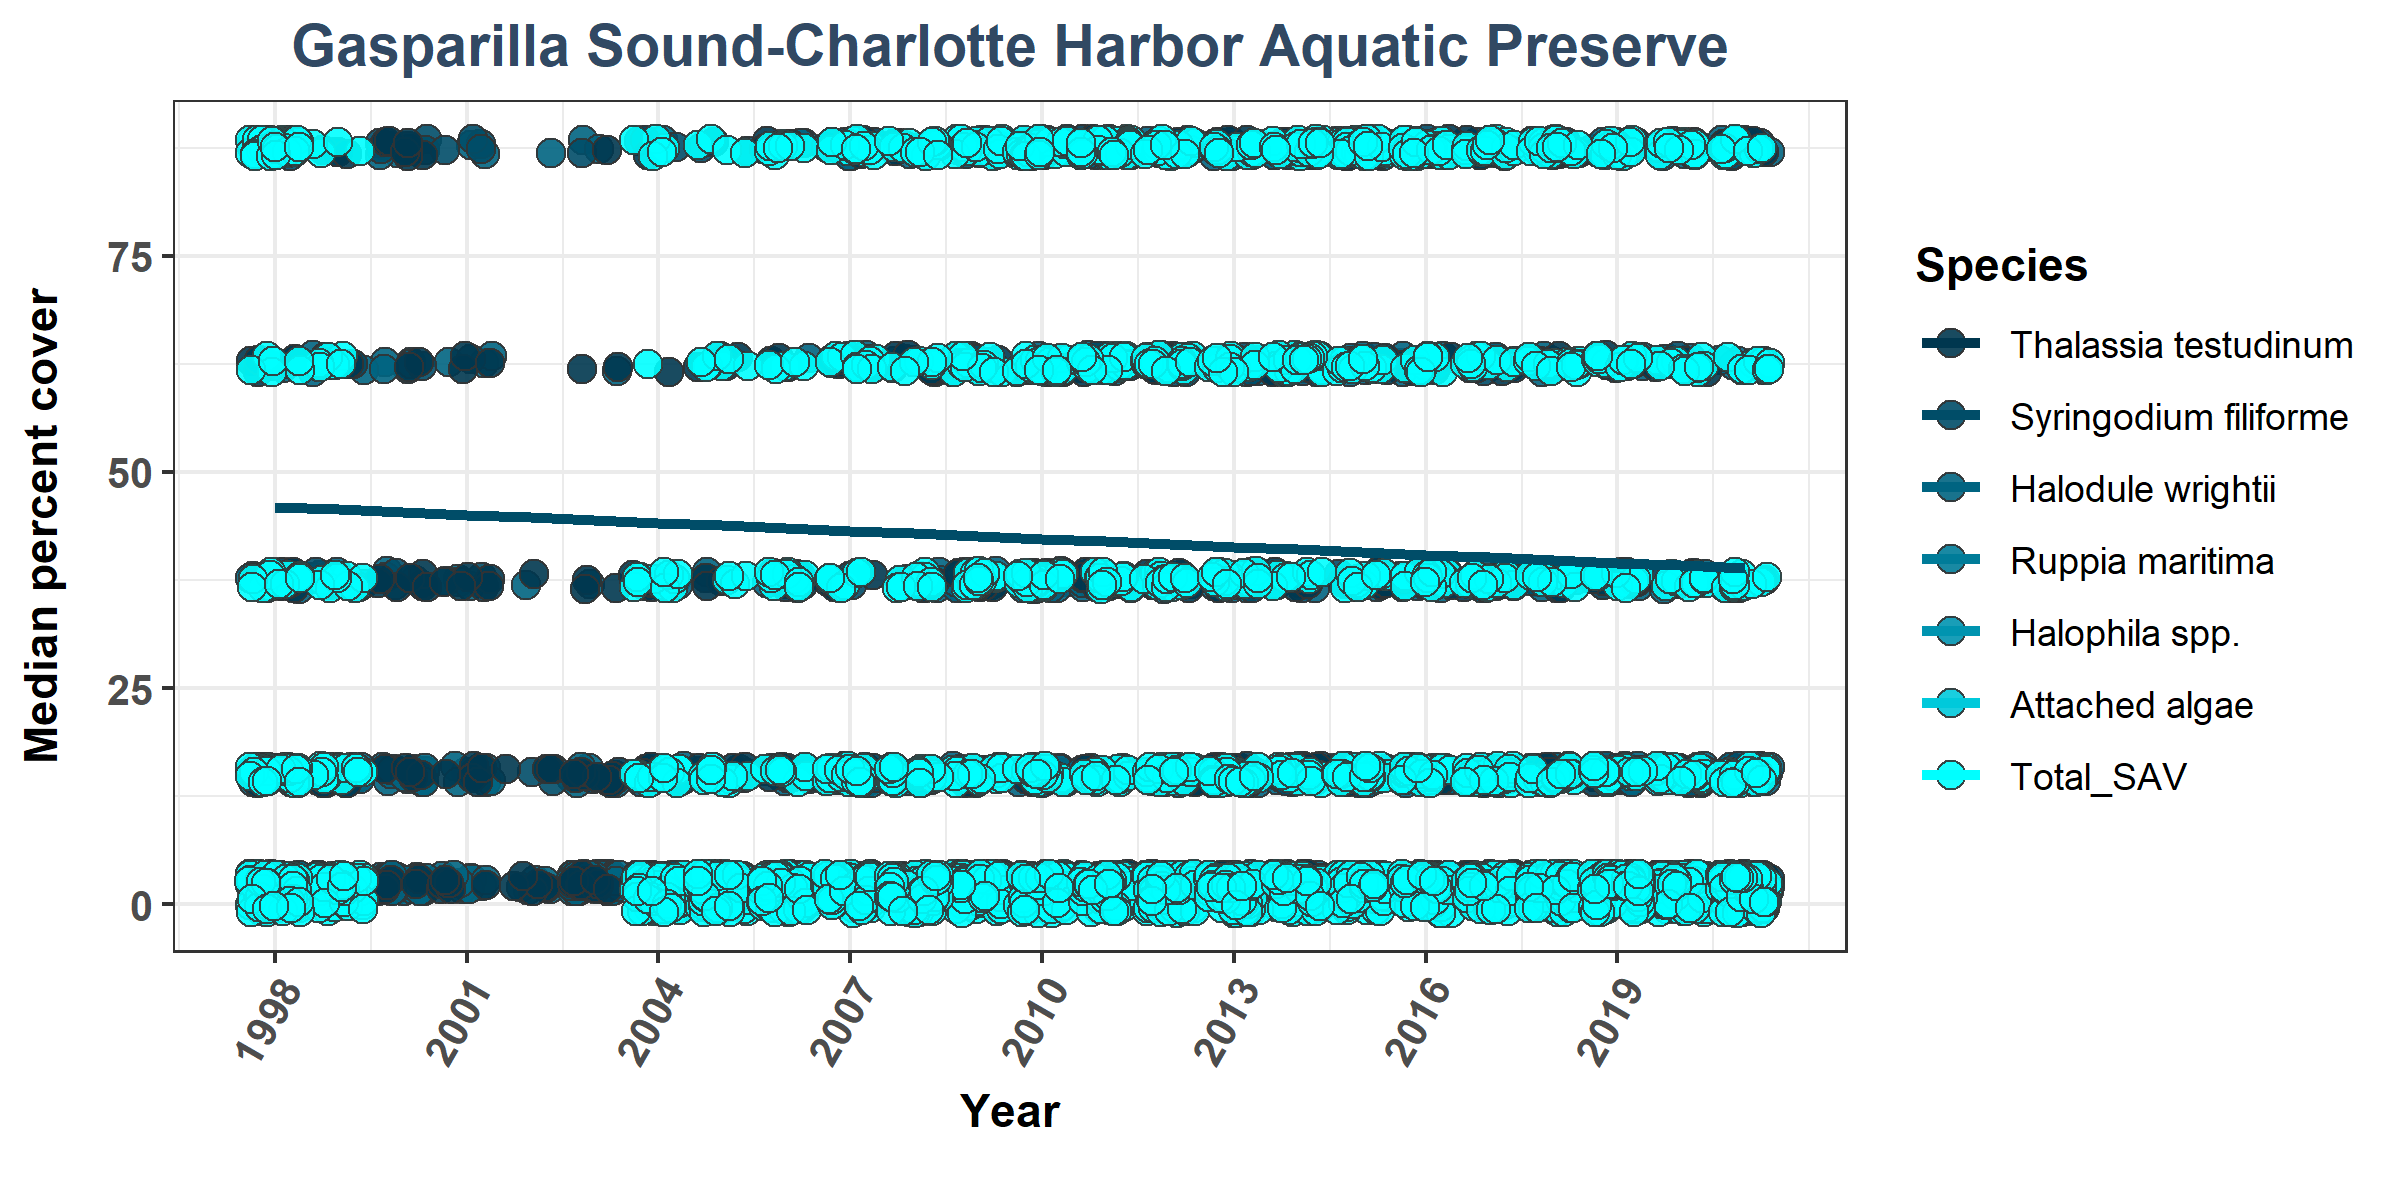 Gasparilla Sound-Charlotte Harbor Aquatic Preserve
Median percent cover
75
50
25
0
1998
2001
2004
2007
2010
2013
2016
2019
Year
Species
Thalassia testudinum
Syringodium filiforme
Halodule wrightii
Ruppia maritima
Halophila spp.
Attached algae
Total_SAV